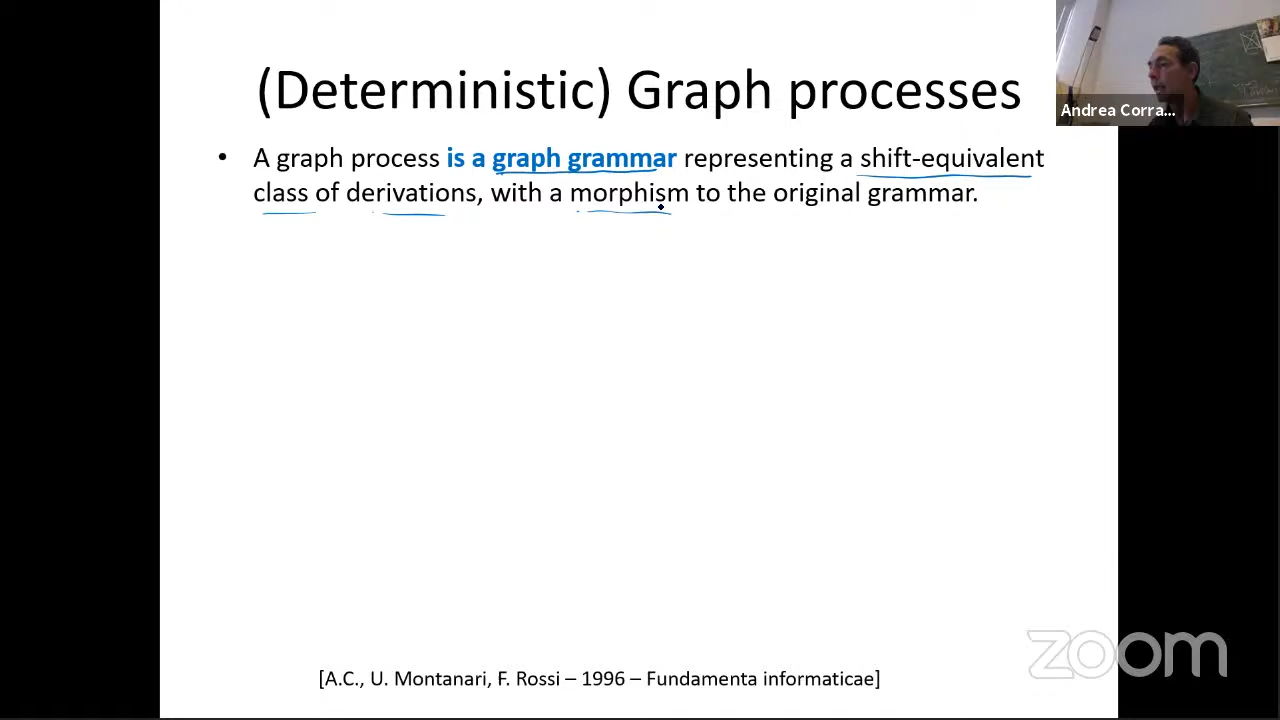 (Deterministic) Graph processes
Andrea Corra...
• A graph process is a graph grammar representing a shift-equivalent
class of derivations, with a morphism to the original grammar.
[A.C., U. Montanari, F. Rossi – 1996 – Fundamenta informaticae]
zoom